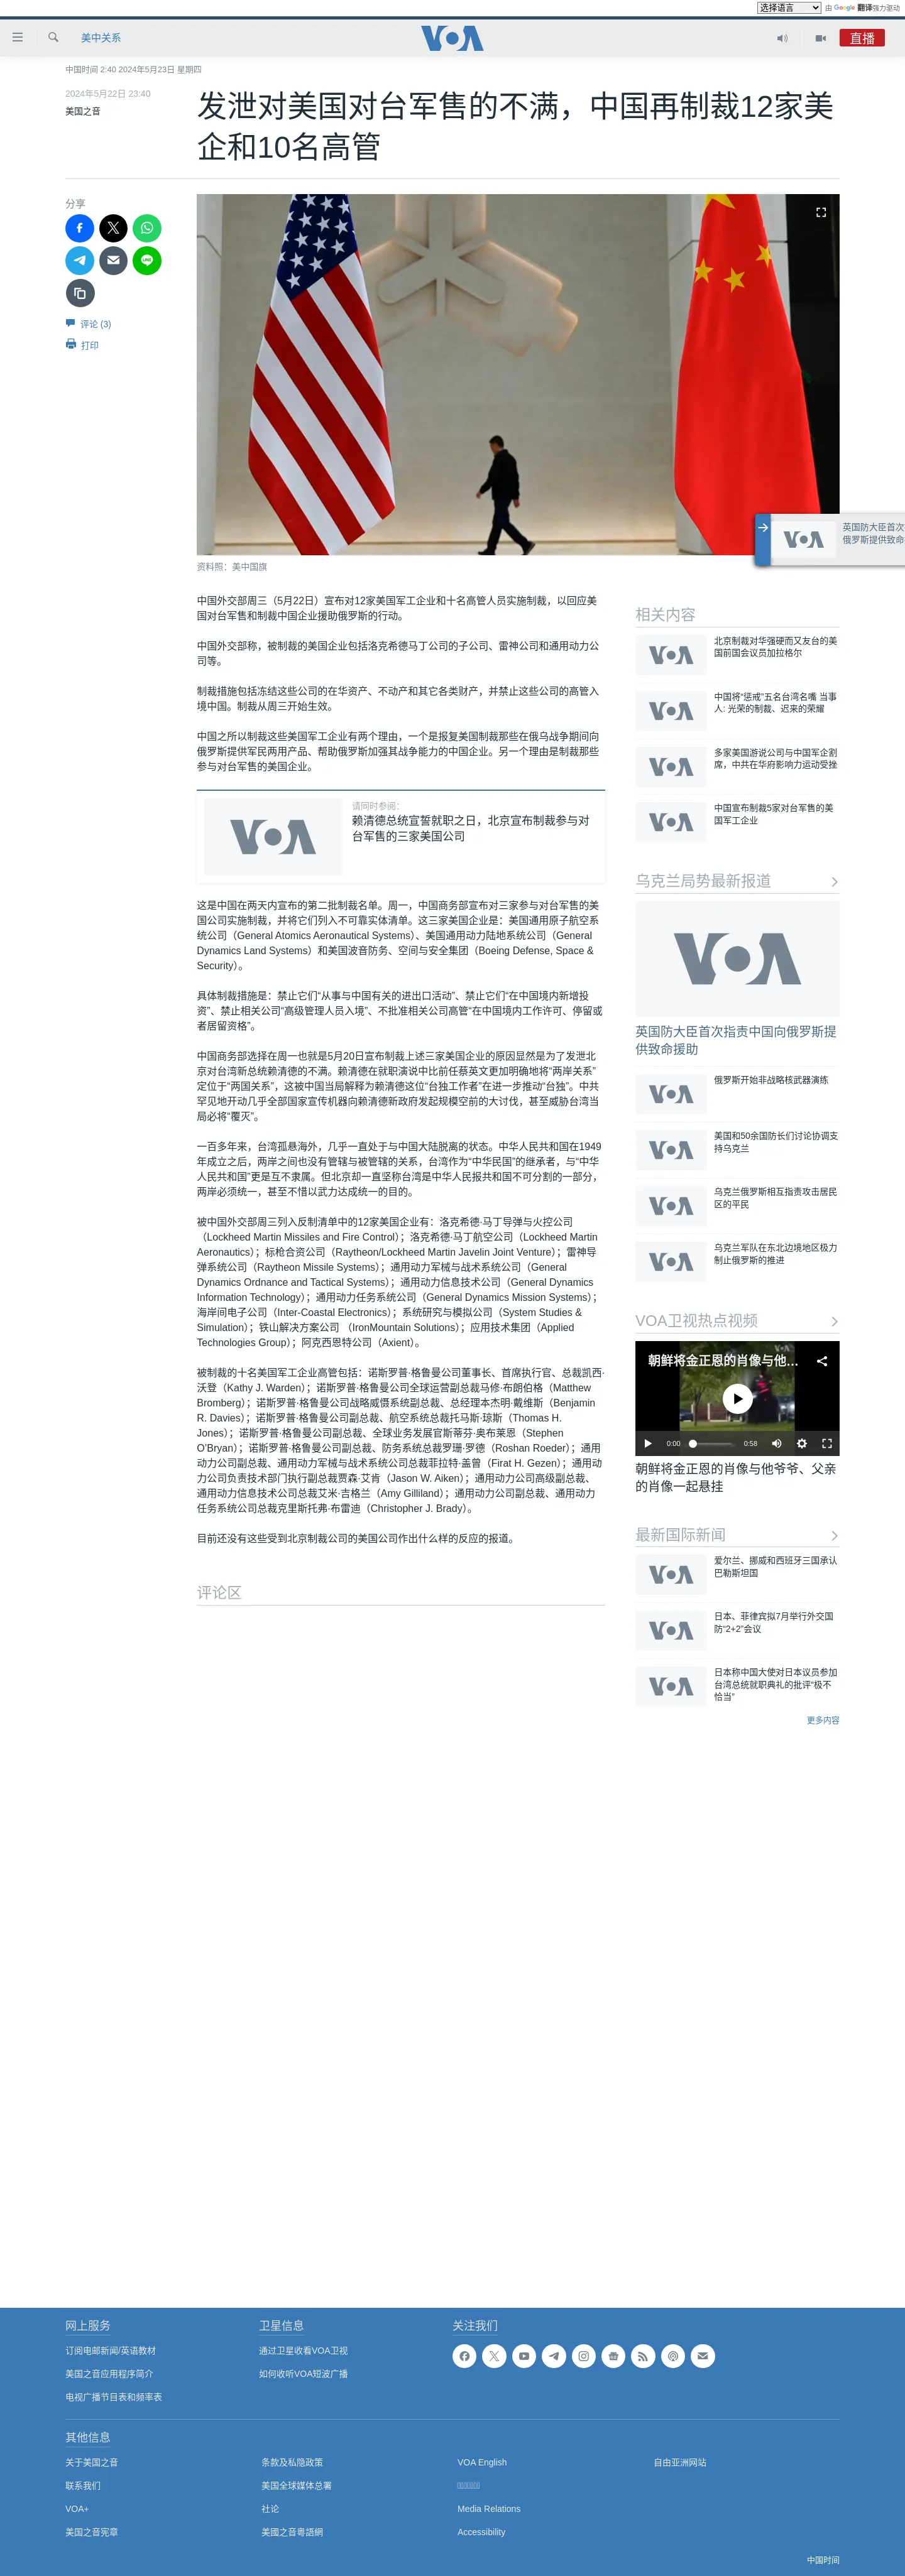 选择语言
由 Google 翻译强力驱动
美中关系
VOA
直播
中国时间 2:40 2024年5月23日 星期四
2024年5月22日 23:40
美国之音
发泄对美国对台军售的不满，中国再制裁12家美
企和10名高管
分享
评论 (3)
打印
资料照：美中国旗
英国防大臣首次
俄罗斯提供致命
中国外交部周三（5月22日）宣布对12家美国军工企业和十名高管人员实施制裁，以回应美
国对台军售和制裁中国企业援助俄罗斯的行动。
中国外交部称，被制裁的美国企业包括洛克希德马丁公司的子公司、雷神公司和通用动力公
司等。
制裁措施包括冻结这些公司的在华资产、不动产和其它各类财产，并禁止这些公司的高管入
境中国。制裁从周三开始生效。
中国之所以制裁这些美国军工企业有两个理由，一个是报复美国制裁那些在俄乌战争期间向
俄罗斯提供军民两用产品、帮助俄罗斯加强其战争能力的中国企业。另一个理由是制裁那些
参与对台军售的美国企业。
VOA
请同时参阅：
赖清德总统宣誓就职之日，北京宣布制裁参与对
台军售的三家美国公司
这是中国在两天内宣布的第二批制裁名单。周一，中国商务部宣布对三家参与对台军售的美
国公司实施制裁，并将它们列入不可靠实体清单。这三家美国企业是：美国通用原子航空系
统公司（General Atomics Aeronautical Systems）、美国通用动力陆地系统公司（General
Dynamics Land Systems）和美国波音防务、空间与安全集团（Boeing Defense, Space &
Security）。
具体制裁措施是：禁止它们“从事与中国有关的进出口活动”、禁止它们“在中国境内新增投
资”、禁止相关公司“高级管理人员入境”、不批准相关公司高管“在中国境内工作许可、停留或
者居留资格”。
中国商务部选择在周一也就是5月20日宣布制裁上述三家美国企业的原因显然是为了发泄北
京对台湾新总统赖清德的不满。赖清德在就职演说中比前任蔡英文更加明确地将“两岸关系”
定位于“两国关系”，这被中国当局解释为赖清德这位“台独工作者”在进一步推动“台独”。中共
罕见地开动几乎全部国家宣传机器向赖清德新政府发起规模空前的大讨伐，甚至威胁台湾当
局必将“覆灭”。
一百多年来，台湾孤悬海外，几乎一直处于与中国大陆脱离的状态。中华人民共和国在1949
年成立之后，两岸之间也没有管辖与被管辖的关系，台湾作为“中华民国”的继承者，与“中华
人民共和国”更是互不隶属。但北京却一直坚称台湾是中华人民报共和国不可分割的一部分，
两岸必须统一，甚至不惜以武力达成统一的目的。
被中国外交部周三列入反制清单中的12家美国企业有：洛克希德·马丁导弹与火控公司
（Lockheed Martin Missiles and Fire Control）；洛克希德·马丁航空公司（Lockheed Martin
Aeronautics）；标枪合资公司（Raytheon/Lockheed Martin Javelin Joint Venture）；雷神导
弹系统公司（Raytheon Missile Systems）；通用动力军械与战术系统公司（General
Dynamics Ordnance and Tactical Systems）；通用动力信息技术公司（General Dynamics
Information Technology）；通用动力任务系统公司（General Dynamics Mission Systems）；
海岸间电子公司（Inter-Coastal Electronics）；系统研究与模拟公司（System Studies &
Simulation）；铁山解决方案公司 （IronMountain Solutions）；应用技术集团（Applied
Technologies Group）；阿克西恩特公司（Axient）。
被制裁的十名美国军工企业高管包括：诺斯罗普·格鲁曼公司董事长、首席执行官、总裁凯西·
沃登（Kathy J. Warden）；诺斯罗普·格鲁曼公司全球运营副总裁马修·布朗伯格（Matthew
Bromberg）；诺斯罗普·格鲁曼公司战略威慑系统副总裁、总经理本杰明·戴维斯（Benjamin
R. Davies）；诺斯罗普·格鲁曼公司副总裁、航空系统总裁托马斯·琼斯（Thomas H.
Jones）；诺斯罗普·格鲁曼公司副总裁、全球业务发展官斯蒂芬·奥布莱恩（Stephen
O’Bryan）；诺斯罗普·格鲁曼公司副总裁、防务系统总裁罗珊·罗德（Roshan Roeder）；通用
动力公司副总裁、通用动力军械与战术系统公司总裁菲拉特·盖曾（Firat H. Gezen）；通用动
力公司负责技术部门执行副总裁贾森·艾肯（Jason W. Aiken）；通用动力公司高级副总裁、
通用动力信息技术公司总裁艾米·吉格兰（Amy Gilliland）；通用动力公司副总裁、通用动力
任务系统公司总裁克里斯托弗·布雷迪（Christopher J. Brady）。
目前还没有这些受到北京制裁公司的美国公司作出什么样的反应的报道。
评论区
相关内容
北京制裁对华强硬而又友台的美
国前国会议员加拉格尔
中国将“惩戒”五名台湾名嘴 当事
人: 光荣的制裁、迟来的荣耀
多家美国游说公司与中国军企割
席，中共在华府影响力运动受挫
中国宣布制裁5家对台军售的美
国军工企业
乌克兰局势最新报道
VOA
英国防大臣首次指责中国向俄罗斯提
供致命援助
俄罗斯开始非战略核武器演练
美国和50余国防长们讨论协调支
持乌克兰
乌克兰俄罗斯相互指责攻击居民
区的平民
乌克兰军队在东北边境地区极力
制止俄罗斯的推进
VOA卫视热点视频
朝鲜将金正恩的肖像与他...
0:00
0:58
朝鲜将金正恩的肖像与他爷爷、父亲
的肖像一起悬挂
最新国际新闻
爱尔兰、挪威和西班牙三国承认
巴勒斯坦国
日本、菲律宾拟7月举行外交国
防“2+2”会议
日本称中国大使对日本议员参加
台湾总统就职典礼的批评“极不
恰当”
更多内容
网上服务
卫星信息
关注我们
订阅电邮新闻/英语教材
通过卫星收看VOA卫视
美国之音应用程序简介
如何收听VOA短波广播
电视广播节目表和频率表
其他信息
关于美国之音
条款及私隐政策
VOA English
自由亚洲网站
联系我们
美国全球媒体总署
VOA+
社论
Media Relations
美国之音宪章
美國之音粵語網
Accessibility
中国时间